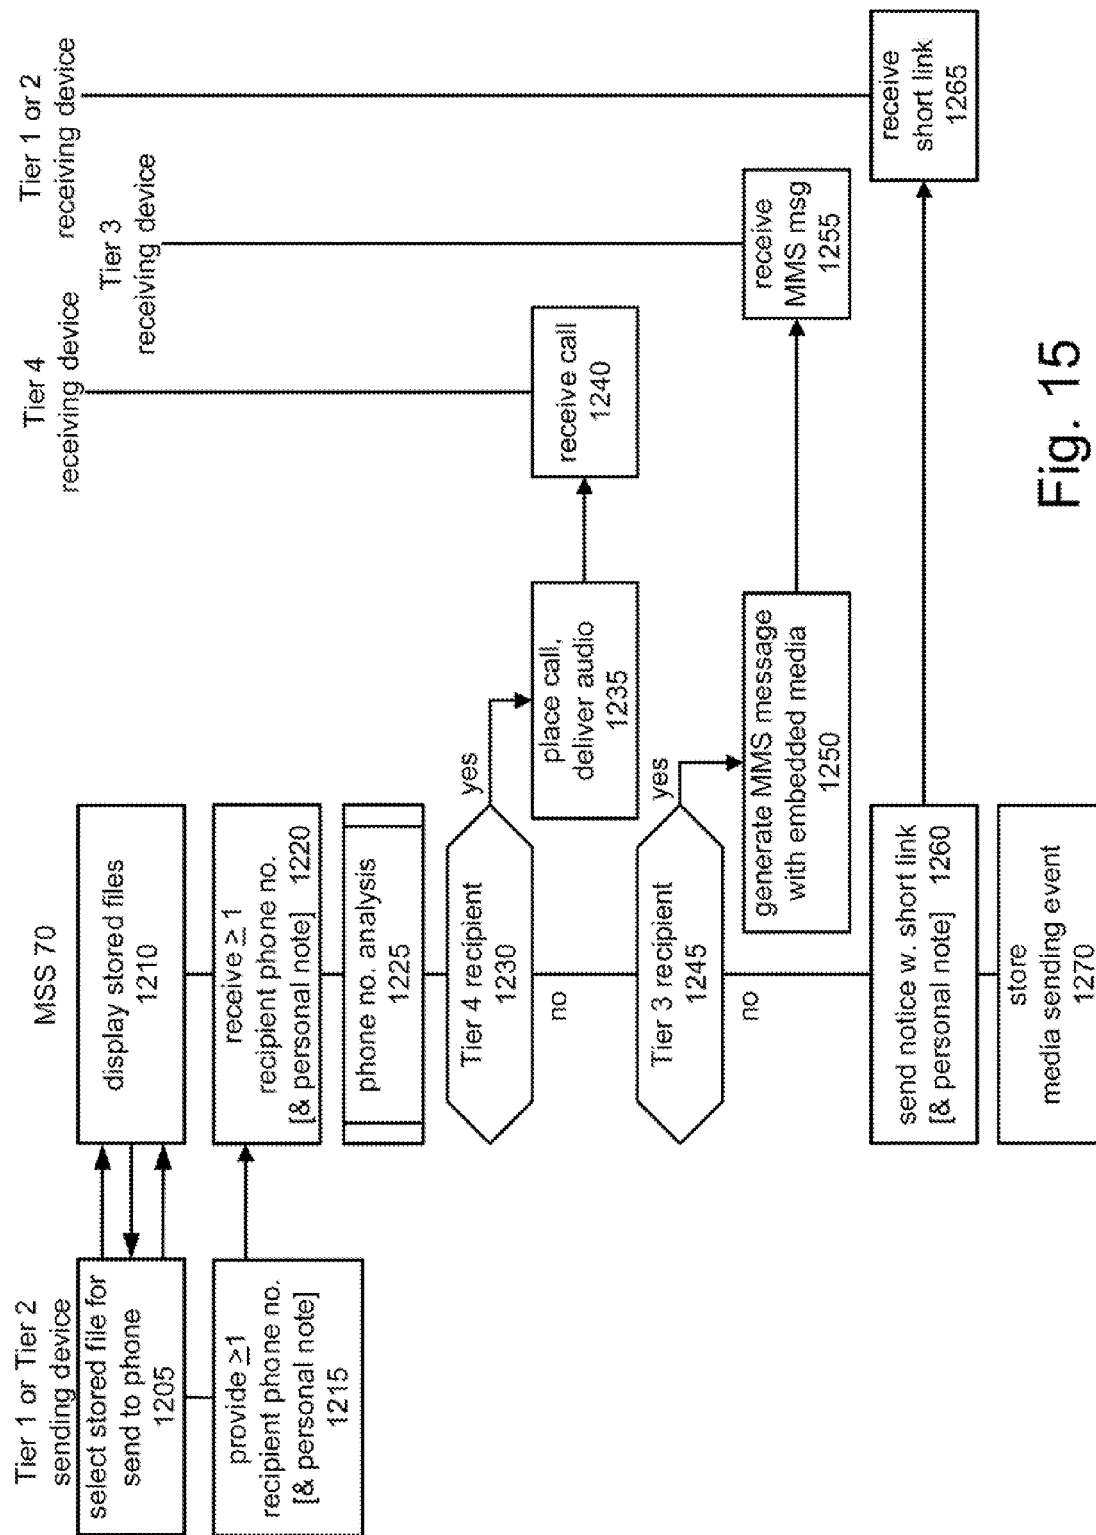 Tier 1 or Tier 2
sending device
MSS 70
Tier 4
receiving device
Tier 3
receiving device
Tier 1 or 2
receiving device
select stored file for
send to phone
1205
display stored files
1210
provide ≥1
recipient phone no.
[& personal note]
1215
receive ≥ 1
recipient phone no.
[& personal note] 1220
phone no. analysis
1225
Tier 4 recipient
1230
yes
no
place call,
deliver audio
1235
receive call
1240
Tier 3 recipient
1245
yes
no
generate MMS message
with embedded media
1250
receive
MMS msg
1255
send notice w. short link
[& personal note] 1260
receive
short link
1265
store
media sending event
1270
Fig. 15